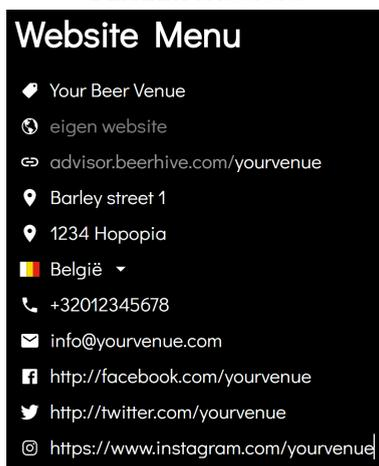 Website Menu
Your Beer Venue
eigen website
advisor.beerhive.com/yourvenue
Barley street 1
1234 Hopopia
België
+32012345678
info@yourvenue.com
http://facebook.com/yourvenue
http://twitter.com/yourvenue
https://www.instagram.com/yourvenue